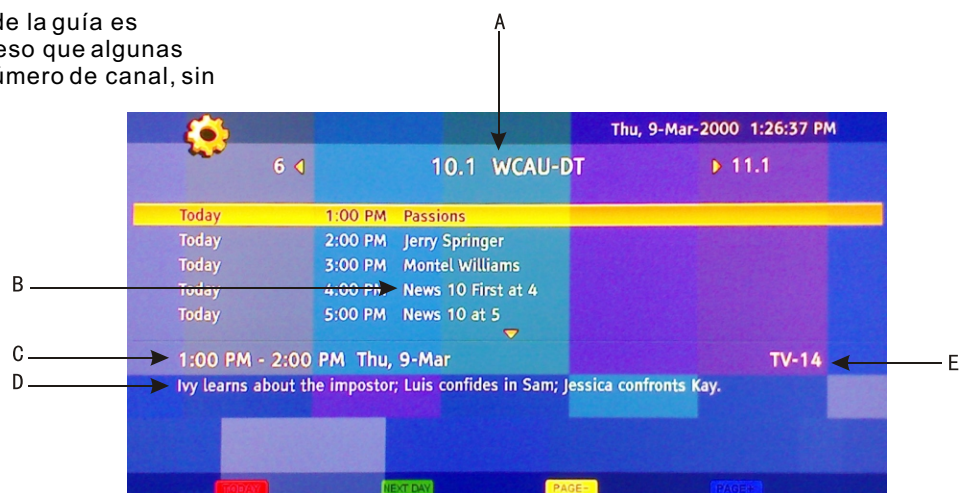 de la guía es
eso que algunas
úmero de canal, sin
A
Thu, 9-Mar-2000 1:26:37 PM
6 10.1 WCAU-DT 11.1
Today 1:00 PM Passions
Today 2:00 PM Jerry Springer
Today 3:00 PM Montel Williams
B
Today 4:00 PM News 10 First at 4
Today 5:00 PM News 10 at 5
C
1:00 PM - 2:00 PM Thu, 9-Mar TV-14
E
D
Ivy learns about the impostor; Luis confides in Sam; Jessica confronts Kay.
TODAY NEXT DAY PAGE- PAGE+